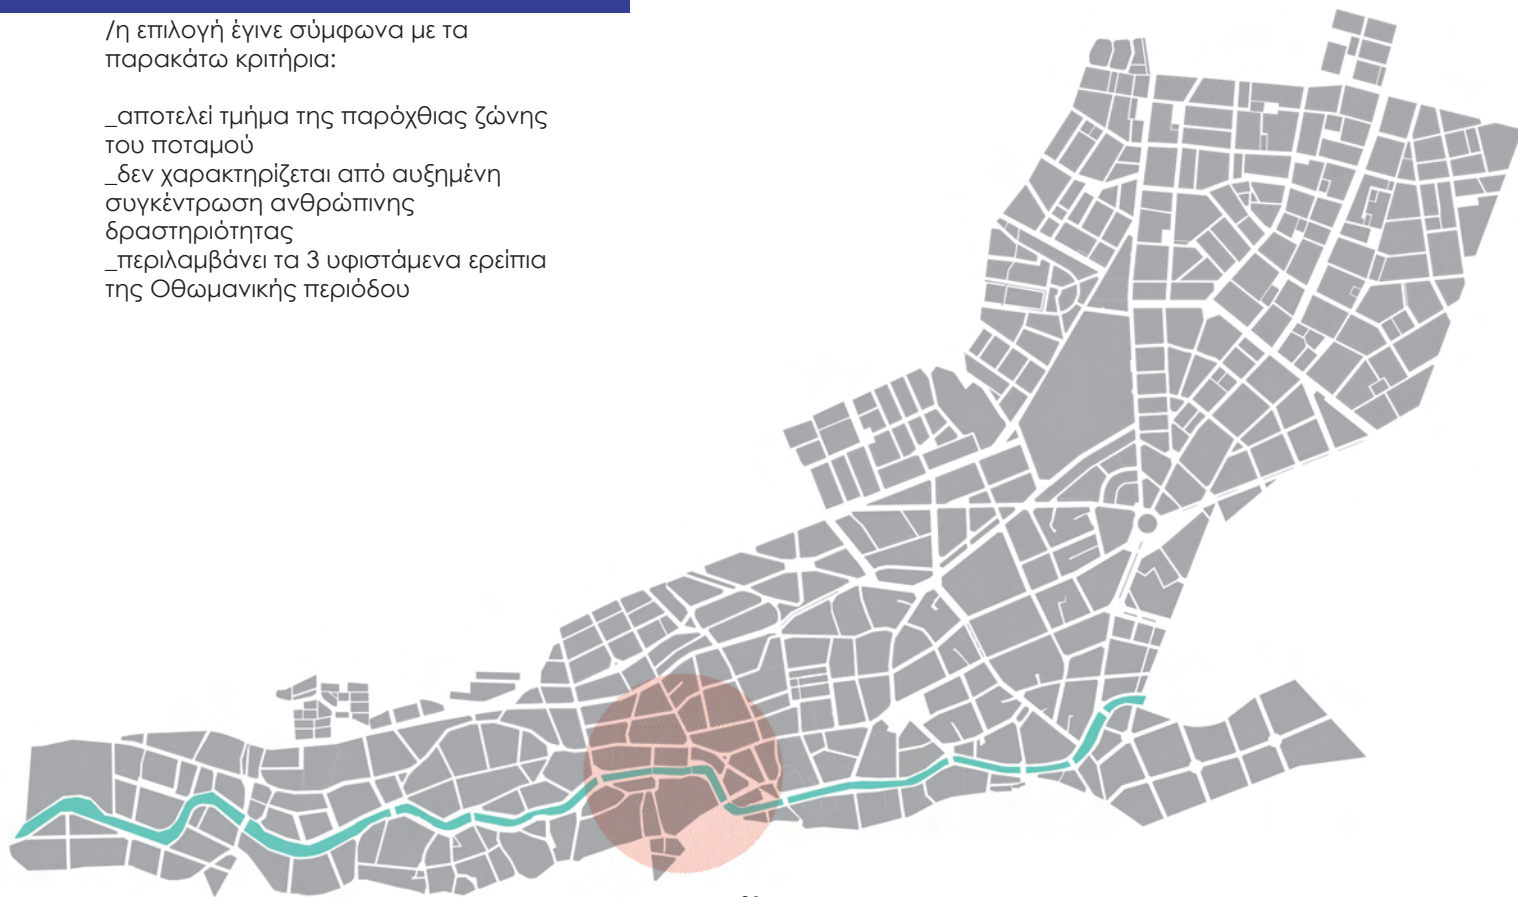 /η επιλογή έγινε σύμφωνα με τα
παρακάτω κριτήρια:
_αποτελεί τμήμα της παρόχθιας ζώνης
του ποταμού
_δεν χαρακτηρίζεται από αυξημένη
συγκέντρωση ανθρώπινης
δραστηριότητας
_περιλαμβάνει τα 3 υφιστάμενα ερείπια
της Οθωμανικής περιόδου